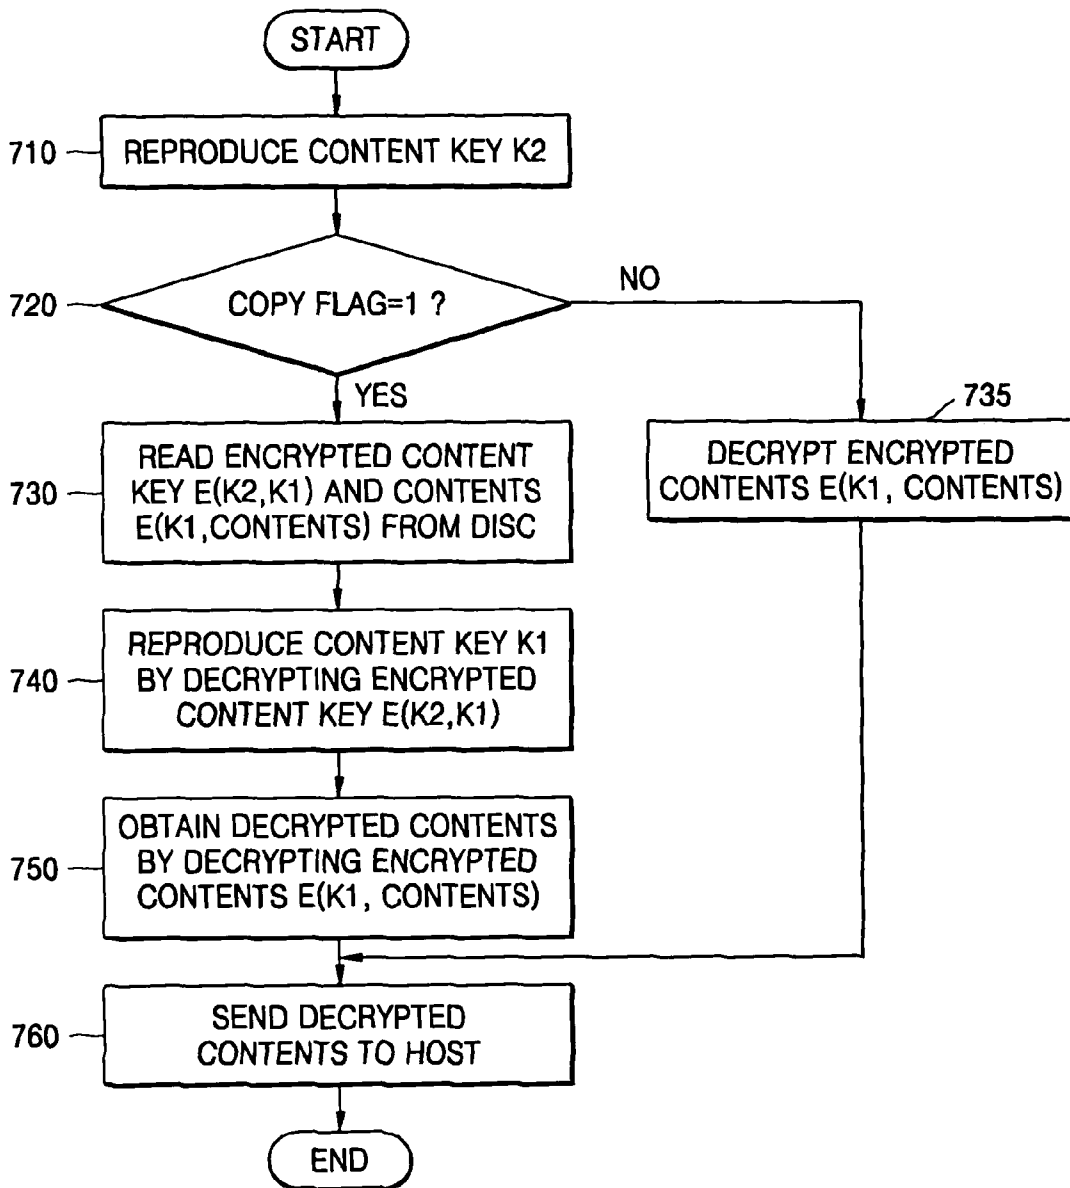 START
710
REPRODUCE CONTENT KEY K2
720
COPY FLAG=1 ?
NO
YES
735
DECRYPT ENCRYPTED
CONTENTS E(K1, CONTENTS)
730
READ ENCRYPTED CONTENT
KEY E(K2,K1) AND CONTENTS
E(K1,CONTENTS) FROM DISC
740
REPRODUCE CONTENT KEY K1
BY DECRYPTING ENCRYPTED
CONTENT KEY E(K2,K1)
750
OBTAIN DECRYPTED CONTENTS
BY DECRYPTING ENCRYPTED
CONTENTS E(K1, CONTENTS)
760
SEND DECRYPTED
CONTENTS TO HOST
END